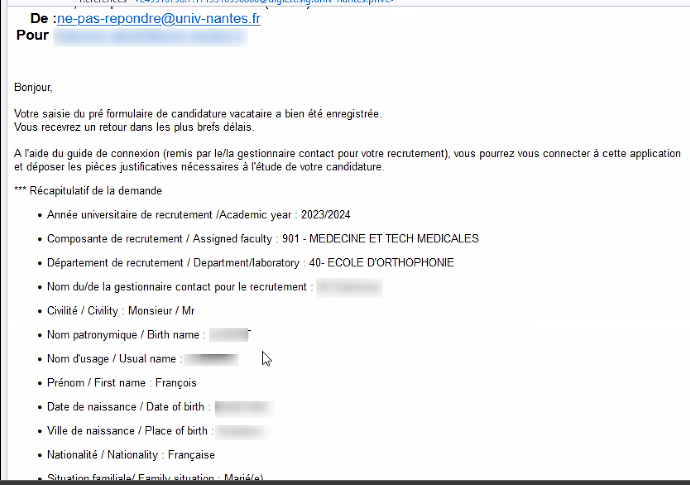 De :ne-pas-repondre@univ-nantes.fr
Pour
Bonjour,
Votre saisie du pré formulaire de candidature vacataire a bien été enregistrée.
Vous recevrez un retour dans les plus brefs délais.
A l'aide du guide de connexion (remis par le/la gestionnaire contact pour votre recrutement), vous pourrez vous connecter à cette application
et déposer les pièces justificatives nécessaires à l'étude de votre candidature.
*** Récapitulatif de la demande
• Année universitaire de recrutement /Academic year : 2023/2024
• Composante de recrutement / Assigned faculty : 901 - MEDECINE ET TECH MEDICALES
• Département de recrutement / Department/laboratory : 40- ECOLE D'ORTHOPHONIE
• Nom du/de la gestionnaire contact pour le recrutement :
• Civilité / Civility : Monsieur / Mr
• Nom patronymique / Birth name :
• Nom d'usage / Usual name :
• Prénom / First name : François
• Date de naissance / Date of birth :
• Ville de naissance / Place of birth :
• Nationalité / Nationality : Française
• Situation familiale/ Family situation : Marié(e)